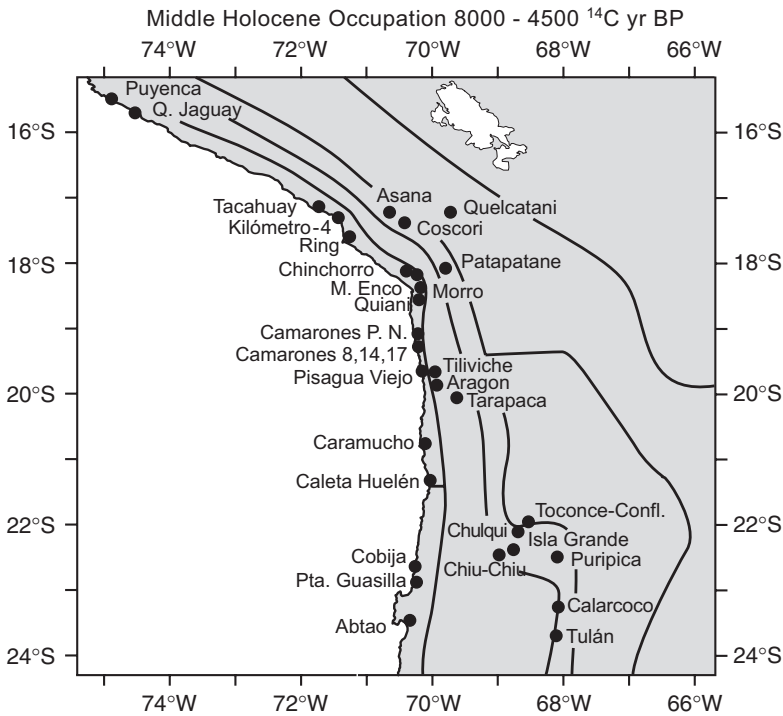 Middle Holocene Occupation 8000 - 4500 ¹⁴C yr BP
74°W 72°W 70°W 68°W 66°W
Puyenca
Q. Jaguay
16°S 16°S
Asana
Quelcatani
Tacahuay
Coscori
Kilómetro-4
Ring
18°S 18°S
Patapatane
Chinchorro
M. Enco
Morro
Quiani
Camarones P. N.
Camarones 8,14,17
Tiliviche
Pisagua Viejo
Aragon
20°S 20°S
Tarapaca
Caramucho
Caleta Huelén
Toconce-Confl.
22°S 22°S
Chulqui
Isla Grande
Cobija
Chiu-Chiu
Puripica
Pta. Guasilla
Calarcoco
Abtao
Tulán
24°S 24°S
74°W 72°W 70°W 68°W 66°W